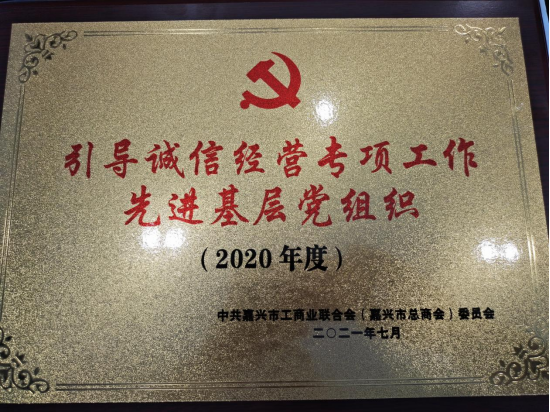 引导诚信经营专项工作
先进基层党组织
（2020年度）
中共嘉兴市工商业联合会（嘉兴市总商会）委员会
二〇二一年七月